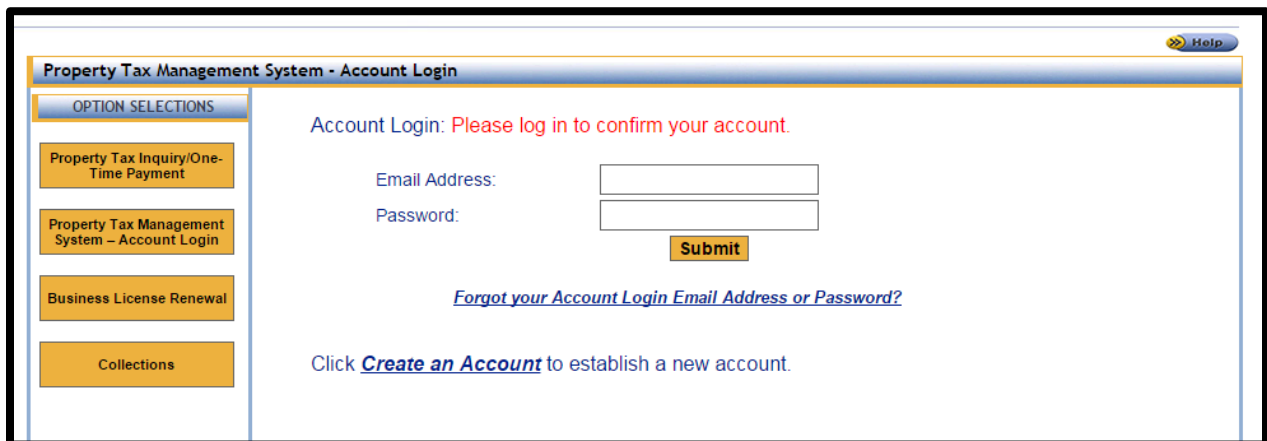 Help
Property Tax Management System - Account Login
OPTION SELECTIONS
Property Tax Inquiry/One-
Time Payment
Property Tax Management
System – Account Login
Business License Renewal
Collections
Account Login: Please log in to confirm your account.
Email Address:
Password:
Submit
Forgot your Account Login Email Address or Password?
Click Create an Account to establish a new account.